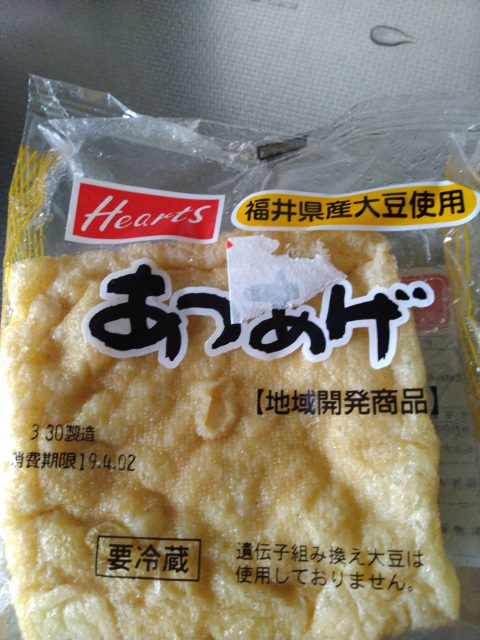 Hearts
福井県産大豆使用
あつあげ
【地域開発商品】
3.30製造
消費期限19.4.02
要冷蔵
遺伝子組み換え大豆は
使用しておりません。